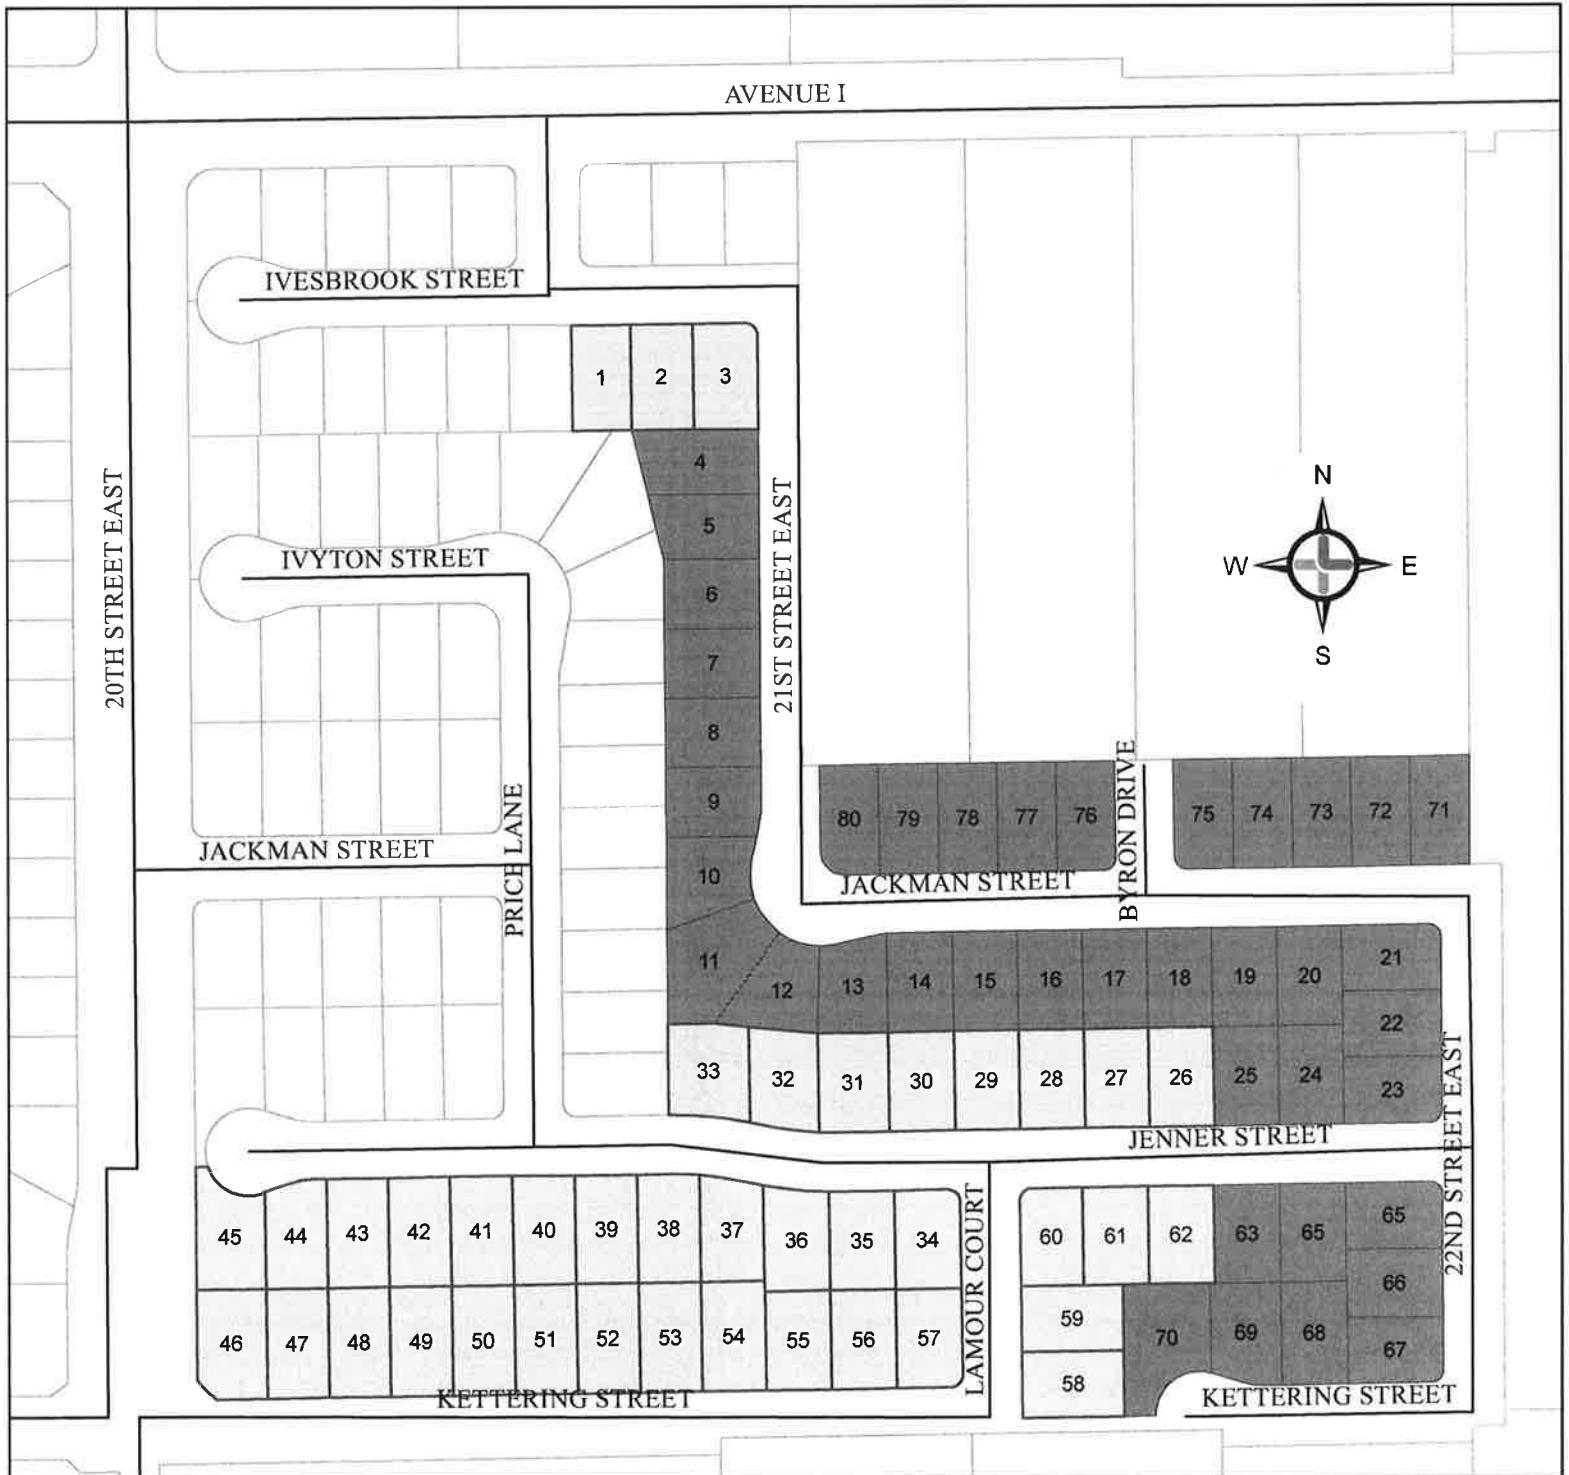 AVENUE I
IVESBROOK STREET
1 2 3
4
20TH STREET EAST
21ST STREET EAST
N
5
IVYTON STREET
W E
6
S
7
8
9
PRICE LANE
BYRON DRIVE
80 79 78 77 76
75 74 73 72 71
JACKMAN STREET
10
JACKMAN STREET
11
12 13 14 15 16 17 18 19 20
21
22
23
33 32 31 30 29 28 27 26 25 24
22ND STREET EAST
JENNER STREET
45 44 43 42 41 40 39 38 37 36 35 34
LAMOUR COURT
60 61 62 63 65
65
66
67
59
58
70 69 68
46 47 48 49 50 51 52 53 54 55 56 57
KETTERING STREET
KETTERING STREET